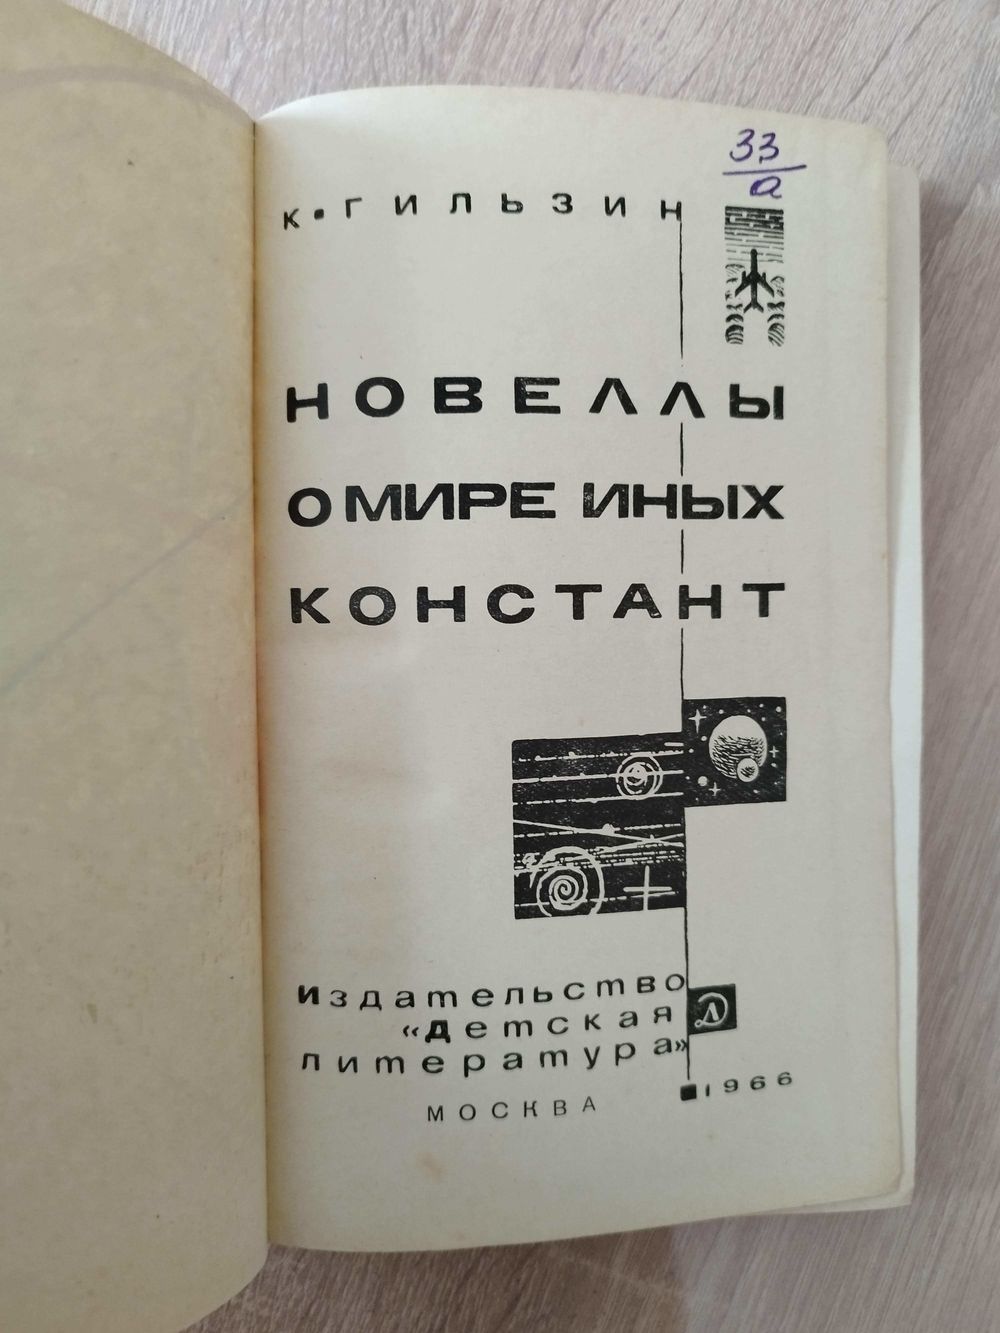 33
а
К. ГИЛЬЗИН
НОВЕЛЛЫ
О МИРЕ ИНЫХ
КОНСТАНТ
Издательство
«Детская
литература»
МОСКВА
1966